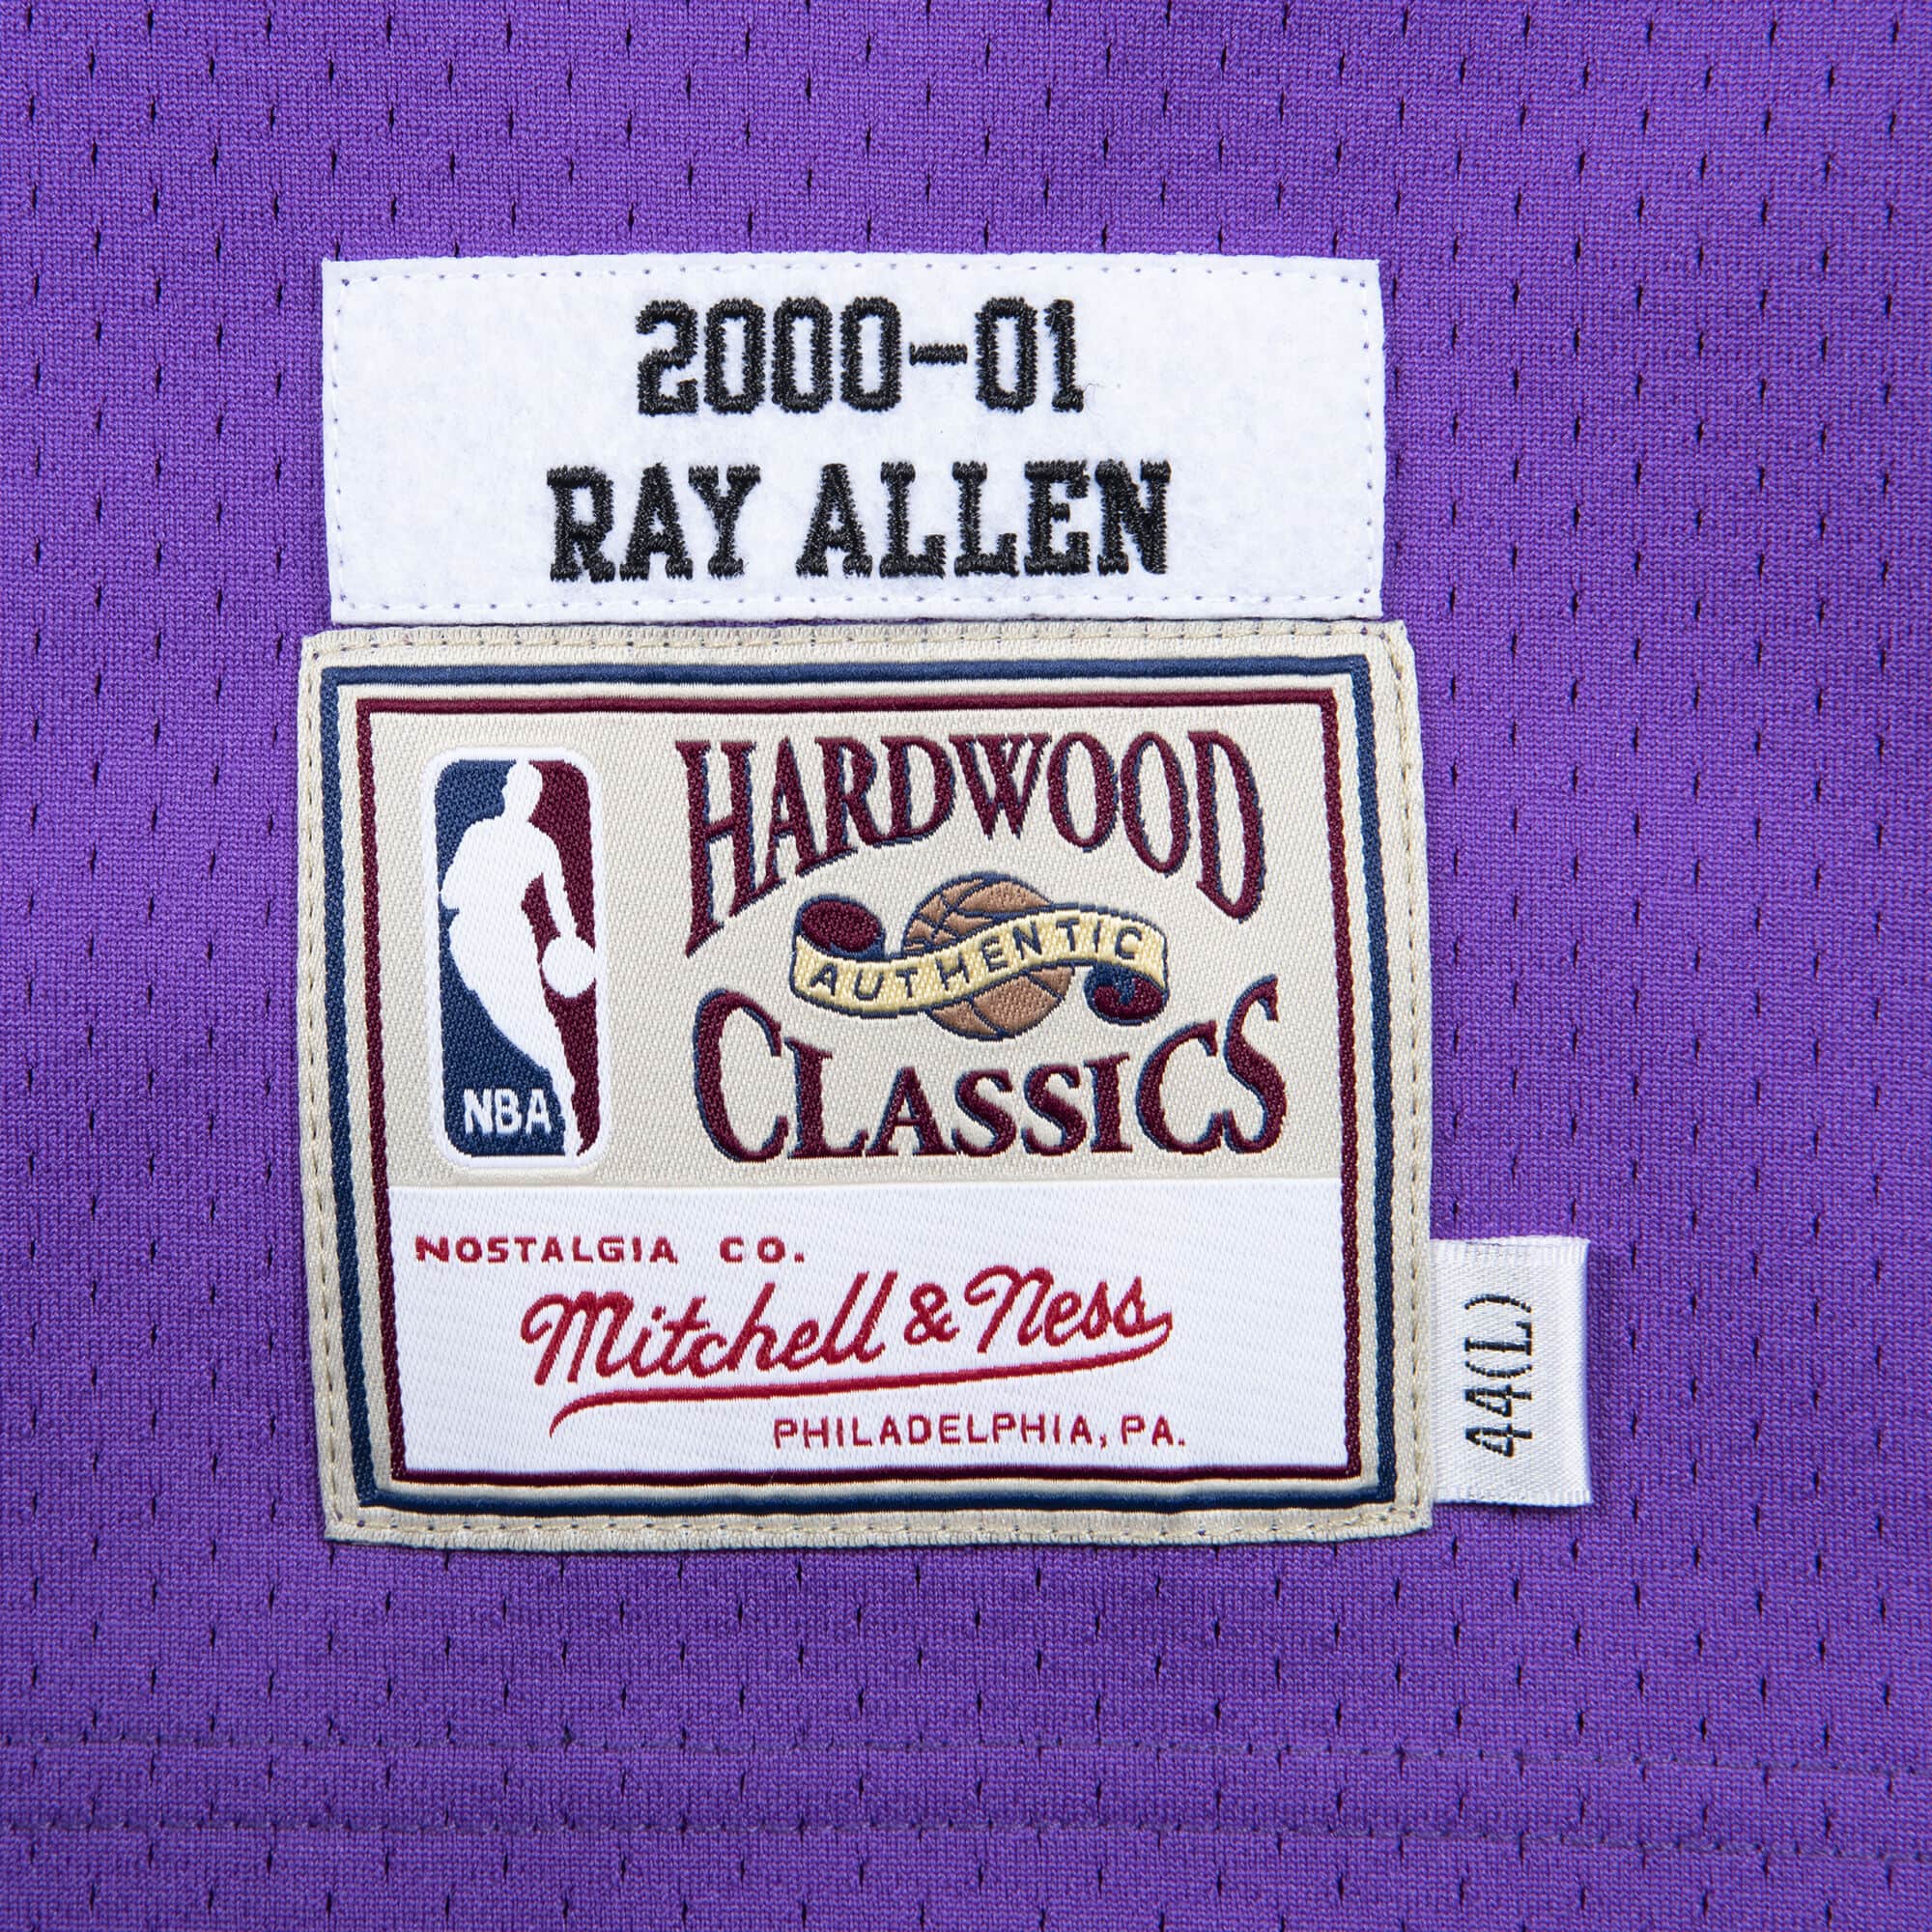 2000-01
RAY ALLEN
HARDWOOD
AUTHENTIC
CLASSICS
NBA
NOSTALGIA CO.
Mitchell & Ness
PHILADELPHIA, PA.
44(L)